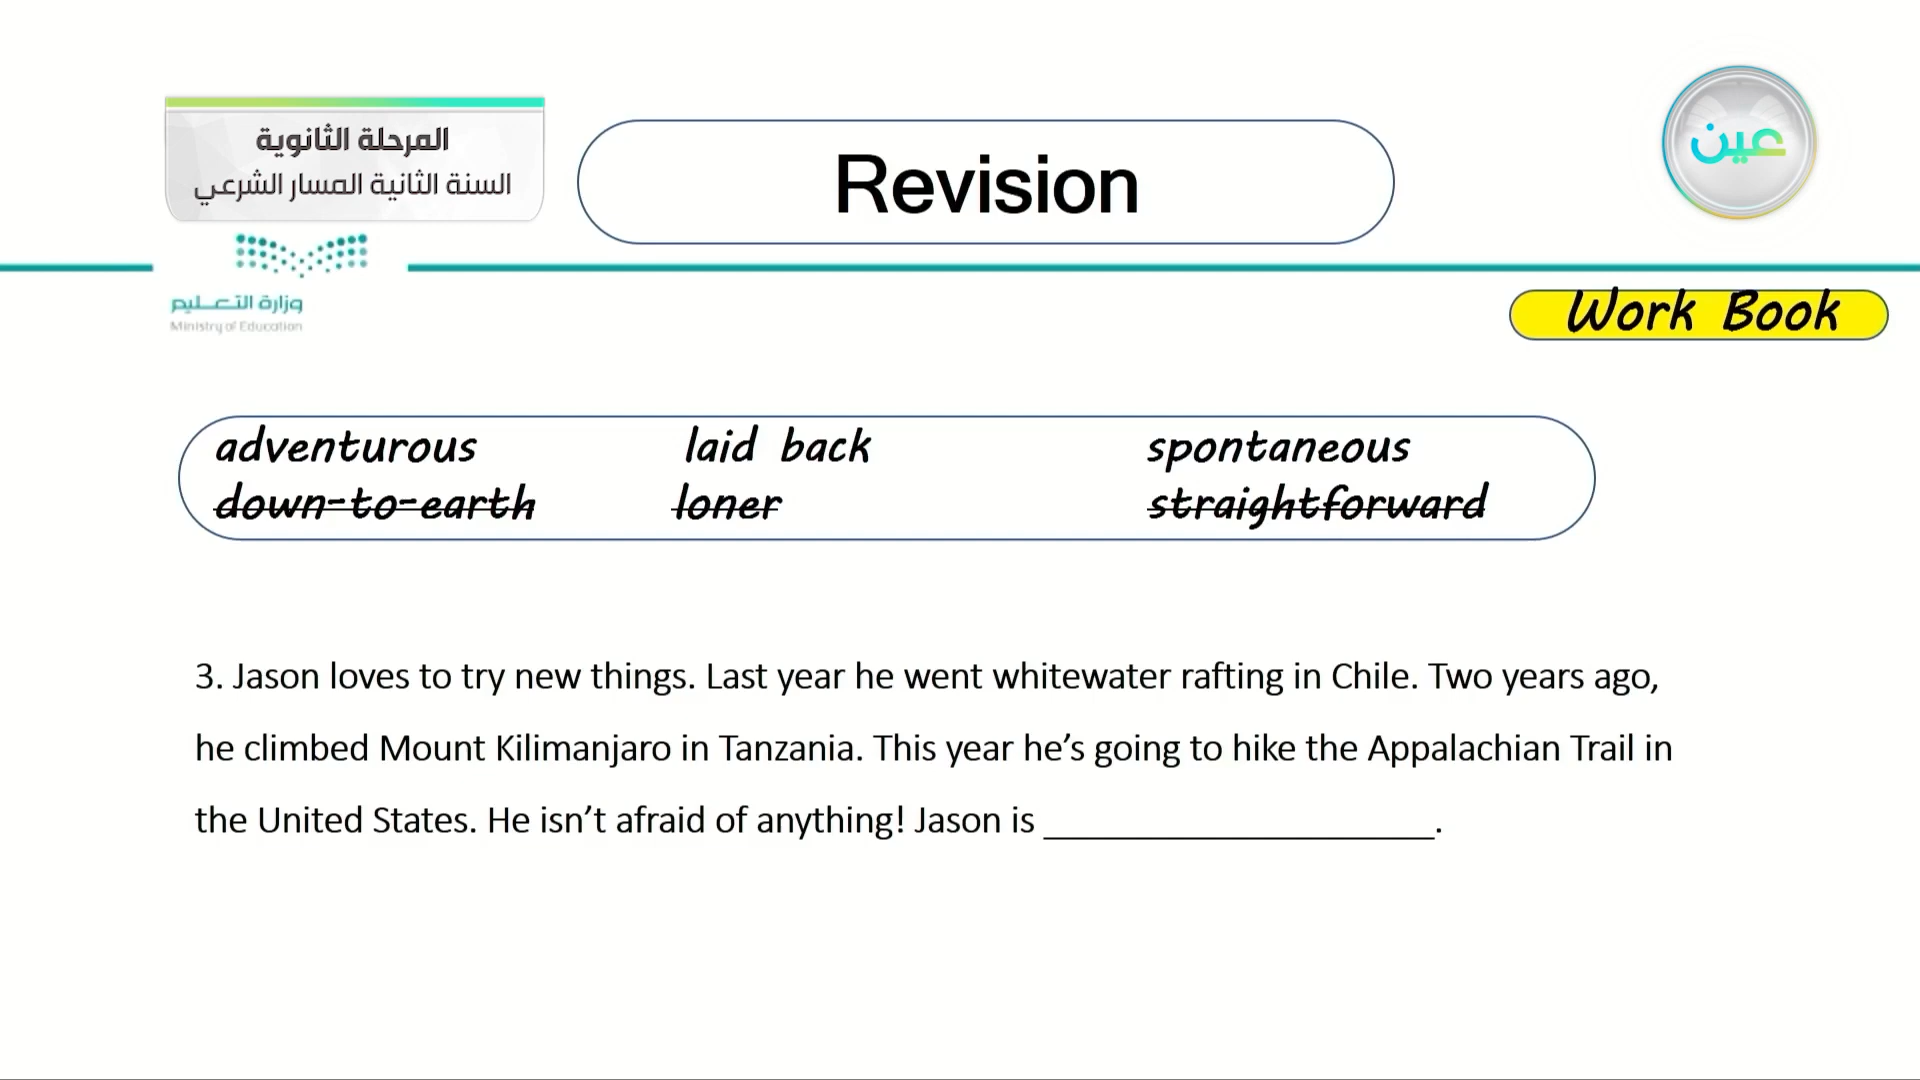 المرحلة الثانوية
السنة الثانية المسار الشرعي
Revision
عين
وزارة التعليم
Ministry of Education
Work Book
adventurous laid back spontaneous
down-to-earth loner straightforward
3. Jason loves to try new things. Last year he went whitewater rafting in Chile. Two years ago,
he climbed Mount Kilimanjaro in Tanzania. This year he’s going to hike the Appalachian Trail in
the United States. He isn’t afraid of anything! Jason is ____________________.